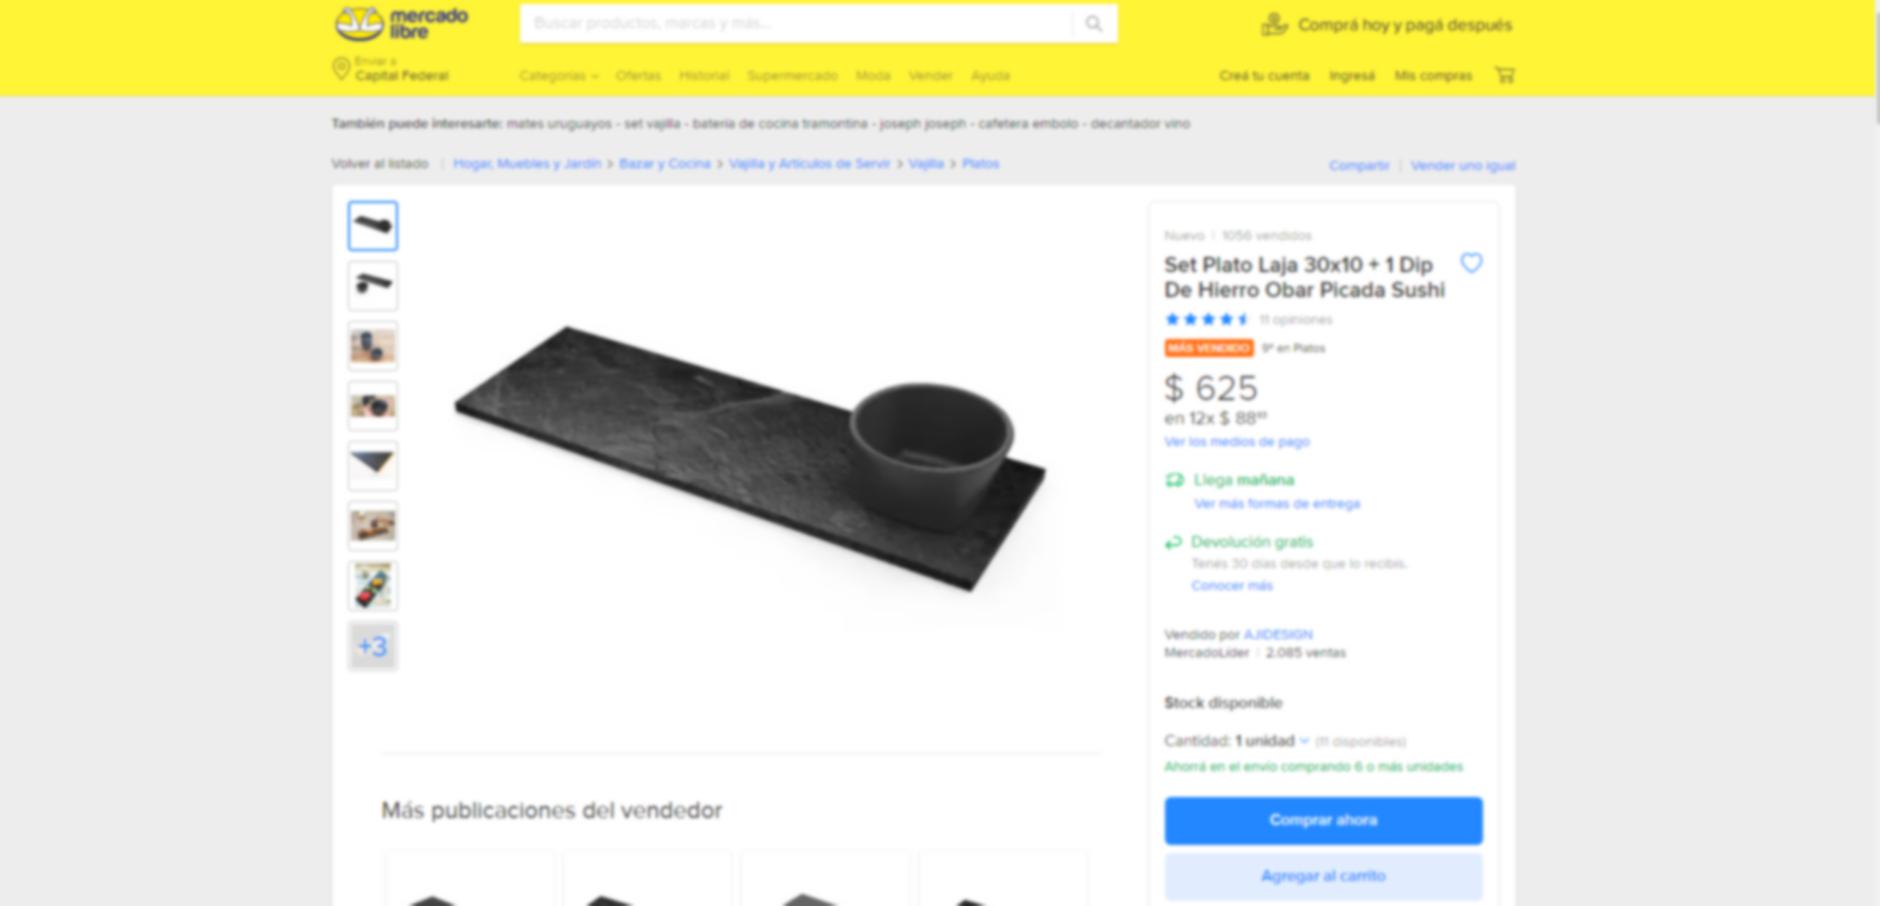 mercado
libre
Buscar productos, marcas y más...
Comprá hoy y pagá después
Enviar a
Capital Federal
Categorías Ofertas Historial Supermercado Moda Vender Ayuda
Creá tu cuenta Ingresá Mis compras
También puede interesarte: mates uruguayos - set vajilla - bateria de cocina tramontina - joseph joseph - cafetera embolo - decantador vino
Volver al listado | Hogar, Muebles y Jardín > Bazar y Cocina > Vajilla y Artículos de Servir > Vajilla > Platos
Compartir | Vender uno igual
+3
Nuevo | 1056 vendidos
Set Plato Laja 30x10 + 1 Dip
De Hierro Obar Picada Sushi
11 opiniones
MÁS VENDIDO 9º en Platos
$ 625
en 12x $ 88
Ver los medios de pago
Llega mañana
Ver más formas de entrega
Devolución gratis
Tenés 30 días desde que lo recibís.
Conocer más
Vendido por AJIDESIGN
MercadoLíder | 2.085 ventas
Stock disponible
Cantidad: 1 unidad (11 disponibles)
Ahorrá en el envío comprando 6 o más unidades
Comprar ahora
Agregar al carrito
Más publicaciones del vendedor